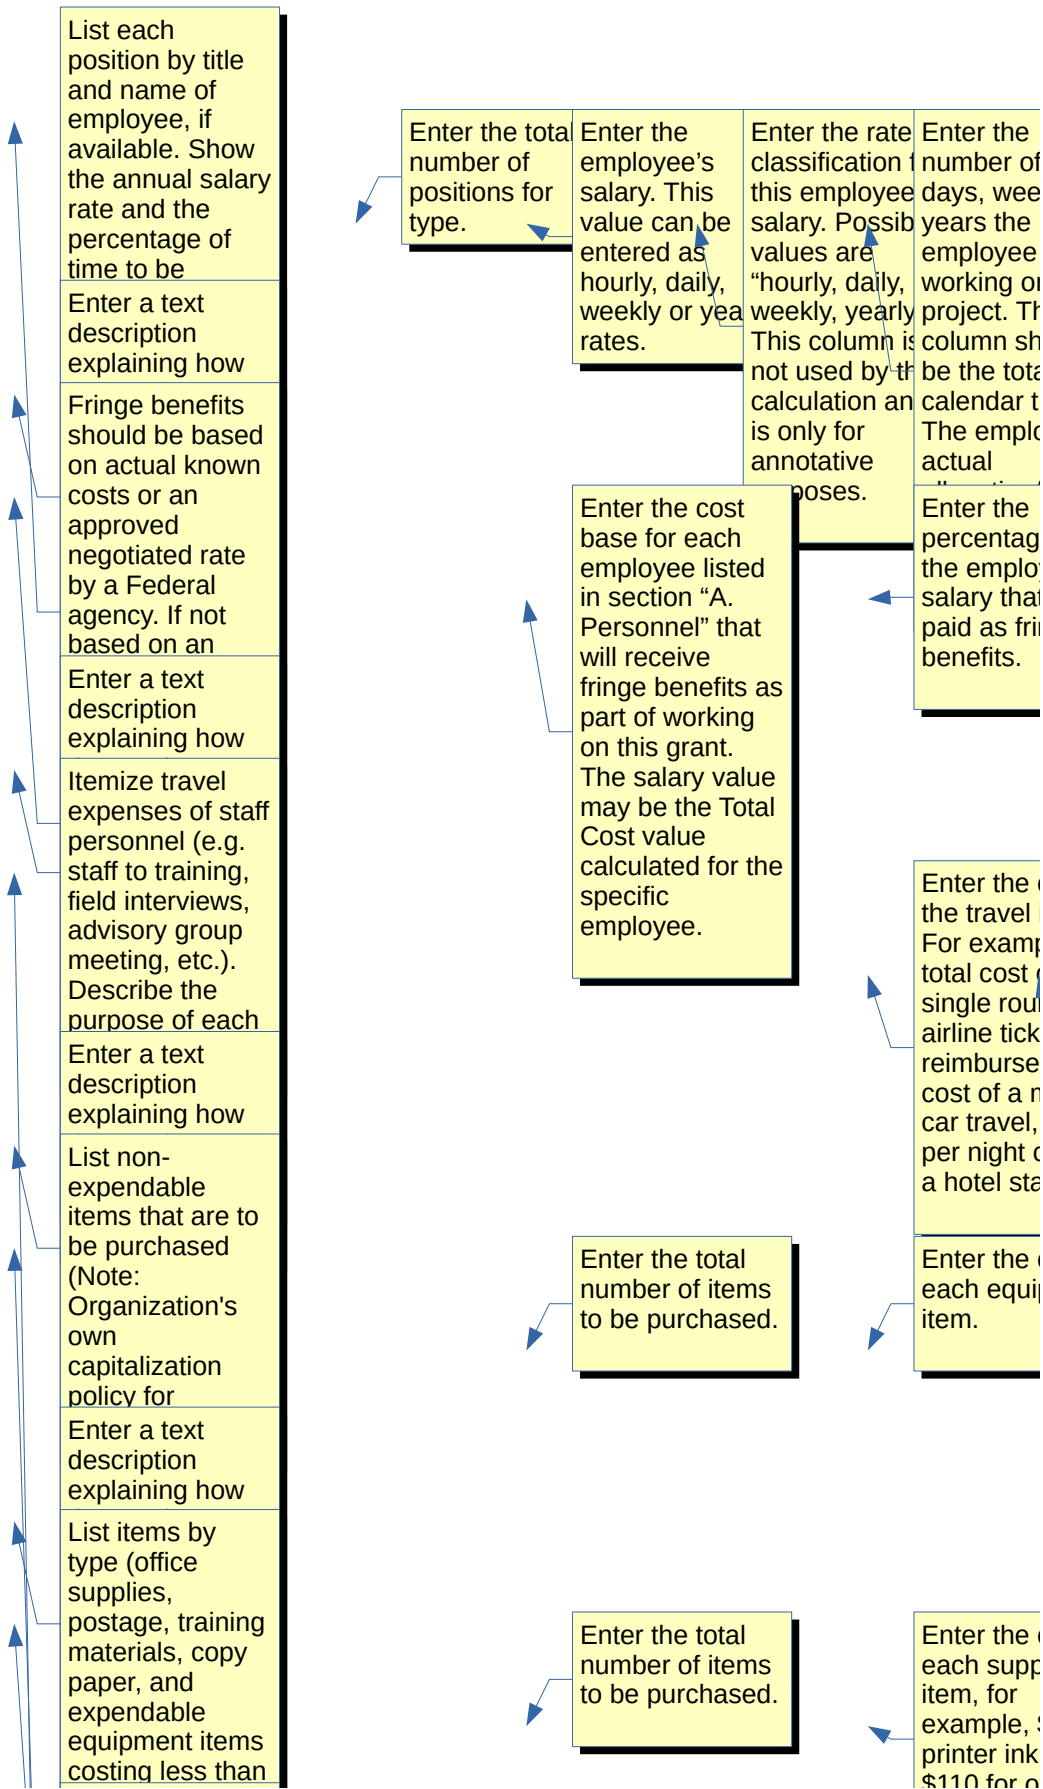 List each
position by title
and name of
employee, if
available. Show
the annual salary
rate and the
percentage of
time to be
Enter a text
description
explaining how
Fringe benefits
should be based
on actual known
costs or an
approved
negotiated rate
by a Federal
agency. If not
based on an
Enter a text
description
explaining how
Itemize travel
expenses of staff
personnel (e.g.
staff to training,
field interviews,
advisory group
meeting, etc.).
Describe the
purpose of each
Enter a text
description
explaining how
List non-
expendable
items that are to
be purchased
(Note:
Organization's
own
capitalization
policy for
Enter a text
description
explaining how
List items by
type (office
supplies,
postage, training
materials, copy
paper, and
expendable
equipment items
costing less than
Enter the total
number of
positions for
type.
Enter the
employee’s
salary. This
value can be
entered as
hourly, daily,
weekly or yea
rates.
Enter the rate
classification
this employee
salary. Possib
values are
“hourly, daily,
weekly, yearly
This column is
not used by th
calculation an
is only for
annotative
poses.
Enter the
number of
days, wee
years the
employee
working or
project. Th
column sh
be the tota
calendar t
The emplo
actual
Enter the cost
base for each
employee listed
in section “A.
Personnel” that
will receive
fringe benefits as
part of working
on this grant.
The salary value
may be the Total
Cost value
calculated for the
specific
employee.
Enter the
percentag
the employ
salary that
paid as frin
benefits.
Enter the
the travel
For examp
total cost
single rou
airline tick
reimburse
cost of a
car travel,
per night
a hotel sta
Enter the total
number of items
to be purchased.
Enter the
each equip
item.
Enter the total
number of items
to be purchased.
Enter the
each supp
item, for
example,
printer ink
$110 for